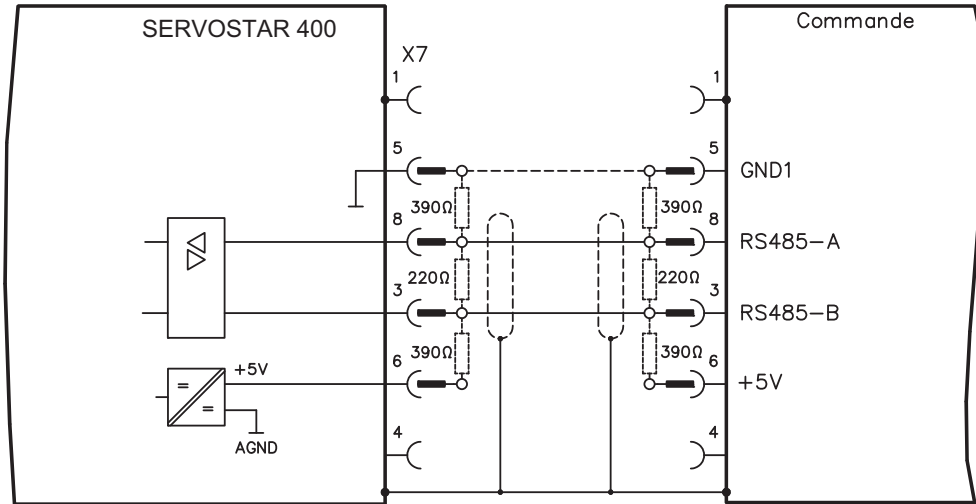 SERVOSTAR 400
Commande
X7
1
1
5
5
GND1
390Ω
390Ω
8
8
RS485-A
220Ω
220Ω
3
3
RS485-B
390Ω
390Ω
6
6
+5V
+5V
=
=
AGND
4
4